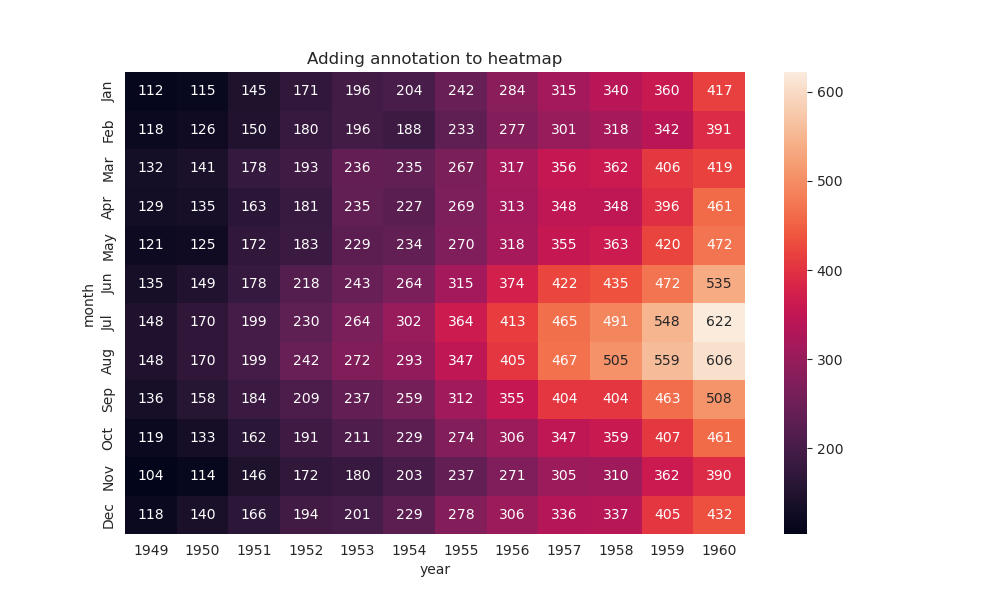 Adding annotation to heatmap
Jan 112 115 145 171 196 204 242 284 315 340 360 417
Feb 118 126 150 180 196 188 233 277 301 318 342 391
Mar 132 141 178 193 236 235 267 317 356 362 406 419
Apr 129 135 163 181 235 227 269 313 348 348 396 461
May 121 125 172 183 229 234 270 318 355 363 420 472
Jun 135 149 178 218 243 264 315 374 422 435 472 535
Jul 148 170 199 230 264 302 364 413 465 491 548 622
Aug 148 170 199 242 272 293 347 405 467 505 559 606
Sep 136 158 184 209 237 259 312 355 404 404 463 508
Oct 119 133 162 191 211 229 274 306 347 359 407 461
Nov 104 114 146 172 180 203 237 271 305 310 362 390
Dec 118 140 166 194 201 229 278 306 336 337 405 432
1949 1950 1951 1952 1953 1954 1955 1956 1957 1958 1959 1960
year
month
600
500
400
300
200